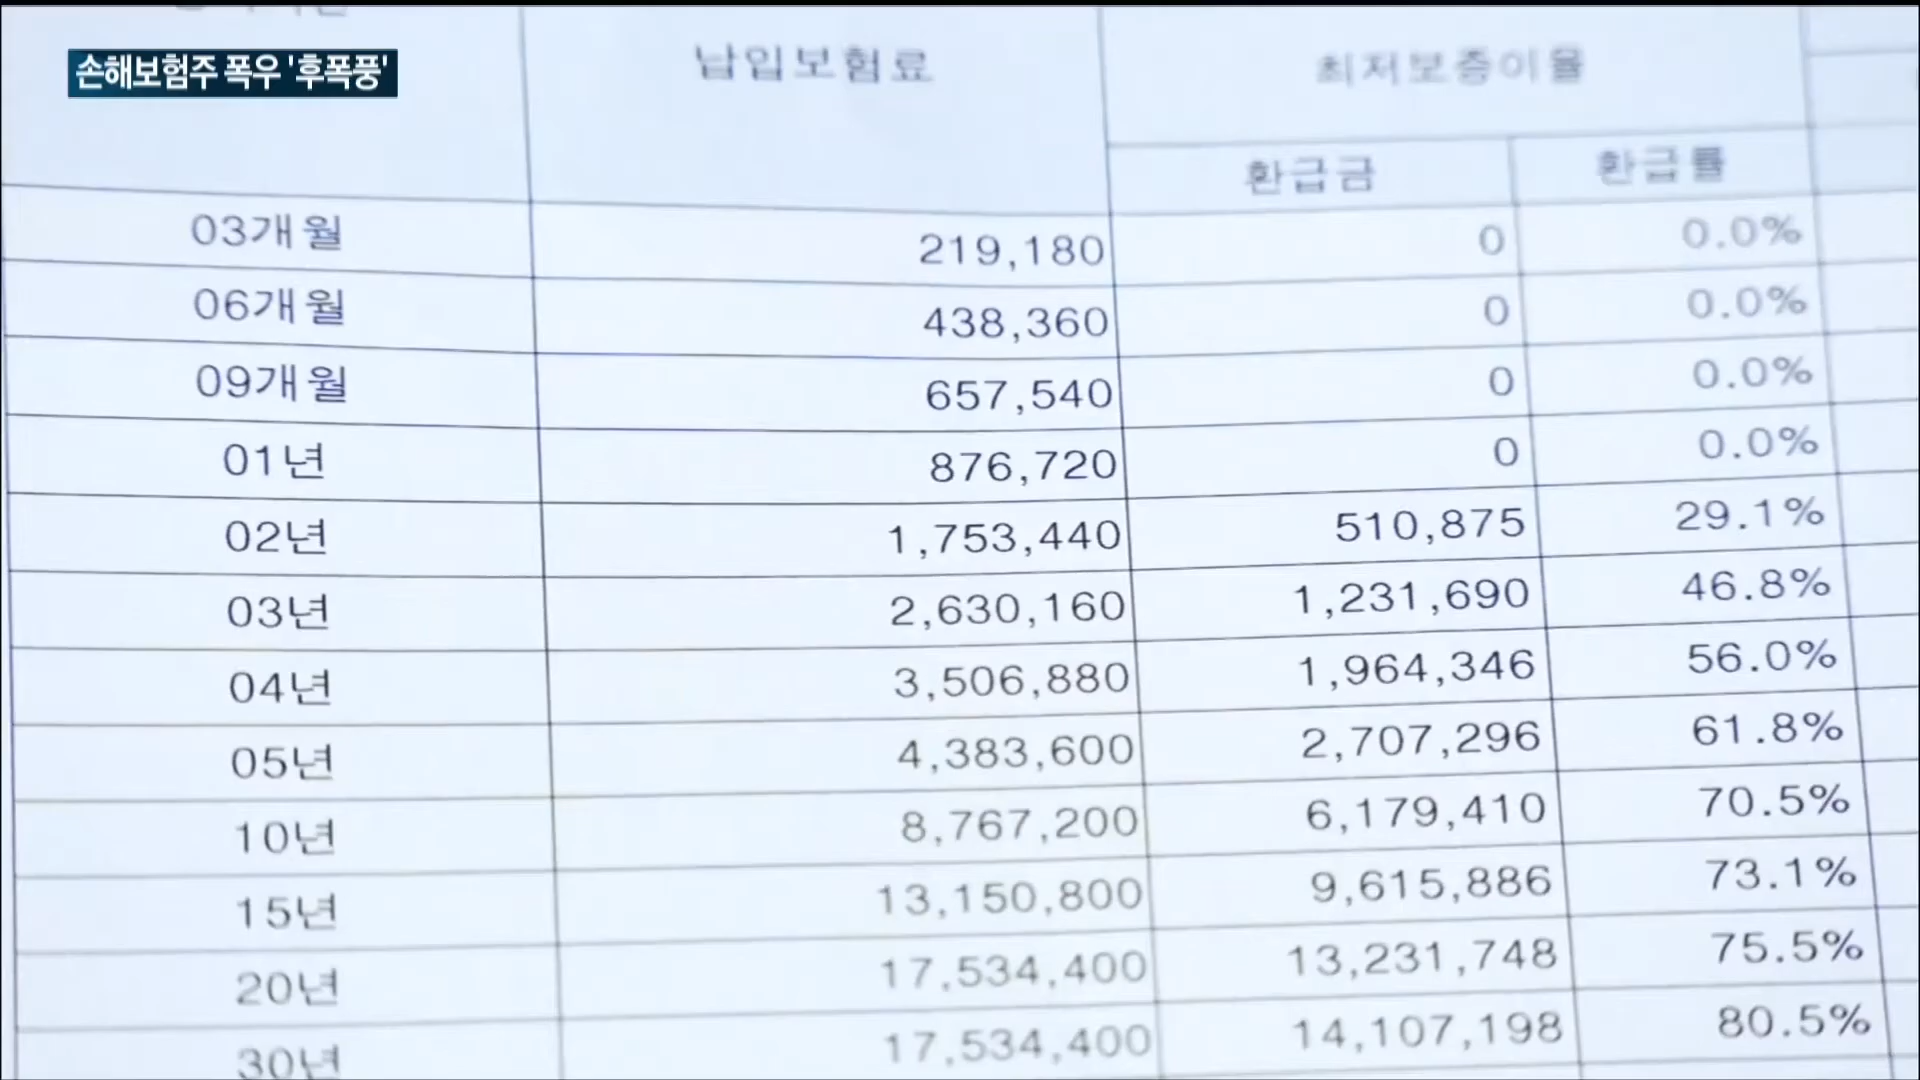 손해보험주 폭우 '후폭풍'
납입보험료 최저보증이율
환급금 환급률
03개월 219,180 0 0.0%
06개월 438,360 0 0.0%
09개월 657,540 0 0.0%
01년 876,720 0 0.0%
02년 1,753,440 510,875 29.1%
03년 2,630,160 1,231,690 46.8%
04년 3,506,880 1,964,346 56.0%
05년 4,383,600 2,707,296 61.8%
10년 8,767,200 6,179,410 70.5%
15년 13,150,800 9,615,886 73.1%
20년 17,534,400 13,231,748 75.5%
30년 17,534,400 14,107,198 80.5%